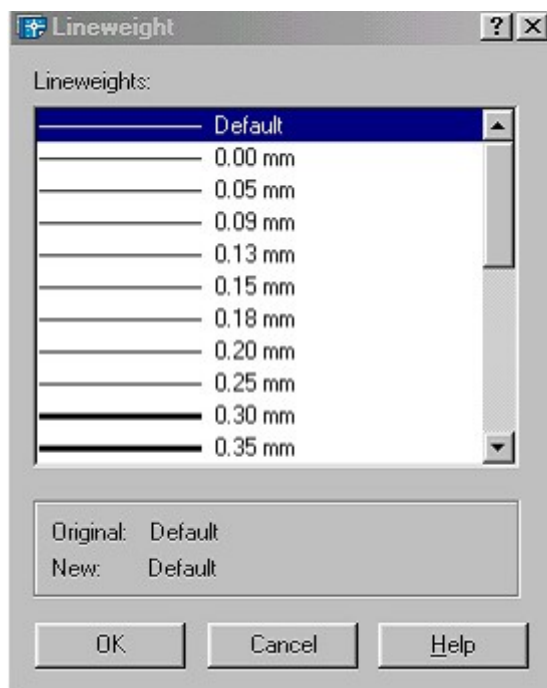 Lineweight
Lineweights:
Default
0.00 mm
0.05 mm
0.09 mm
0.13 mm
0.15 mm
0.18 mm
0.20 mm
0.25 mm
0.30 mm
0.35 mm
Original: Default
New: Default
OK Cancel Help